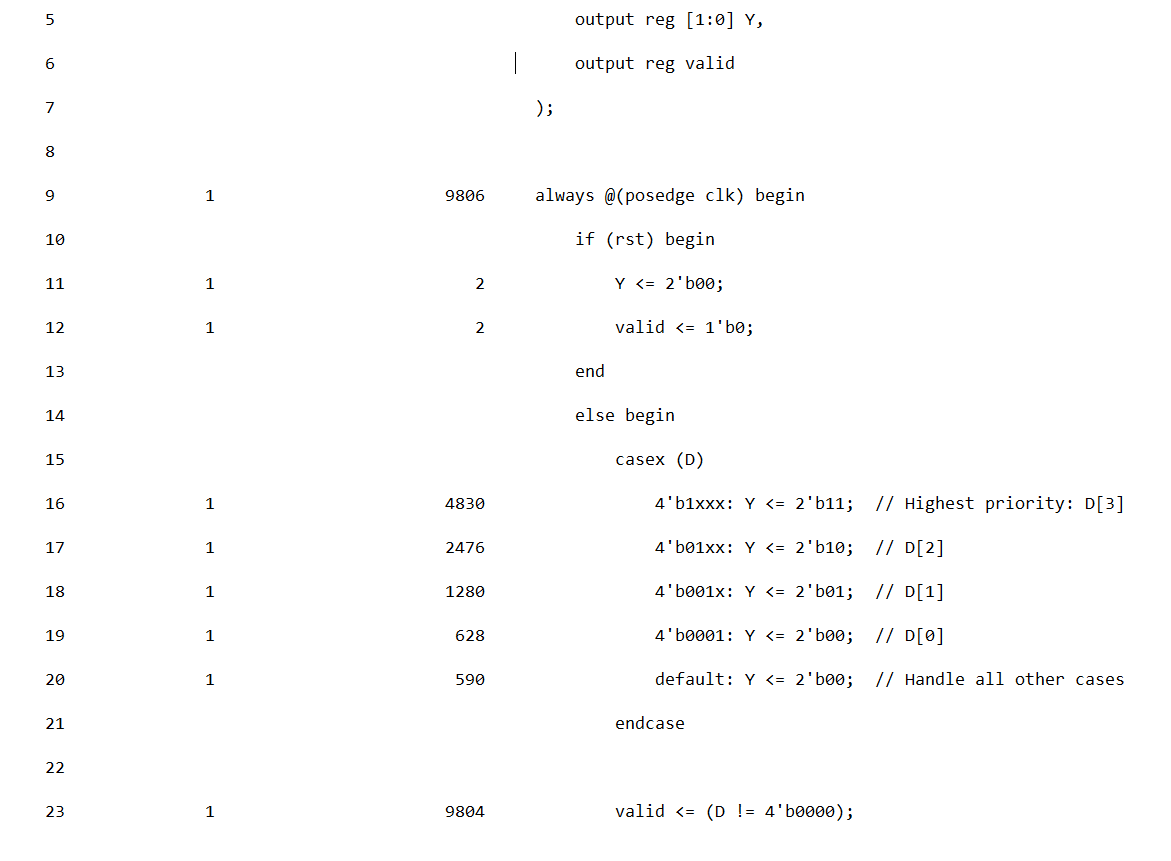 5 output reg [1:0] Y,
6 output reg valid
7 );
8
9 1 9806 always @(posedge clk) begin
10 if (rst) begin
11 1 2 Y <= 2'b00;
12 1 2 valid <= 1'b0;
13 end
14 else begin
15 casex (D)
16 1 4830 4'b1xxx: Y <= 2'b11; // Highest priority: D[3]
17 1 2476 4'b01xx: Y <= 2'b10; // D[2]
18 1 1280 4'b001x: Y <= 2'b01; // D[1]
19 1 628 4'b0001: Y <= 2'b00; // D[0]
20 1 590 default: Y <= 2'b00; // Handle all other cases
21 endcase
22
23 1 9804 valid <= (D != 4'b0000);